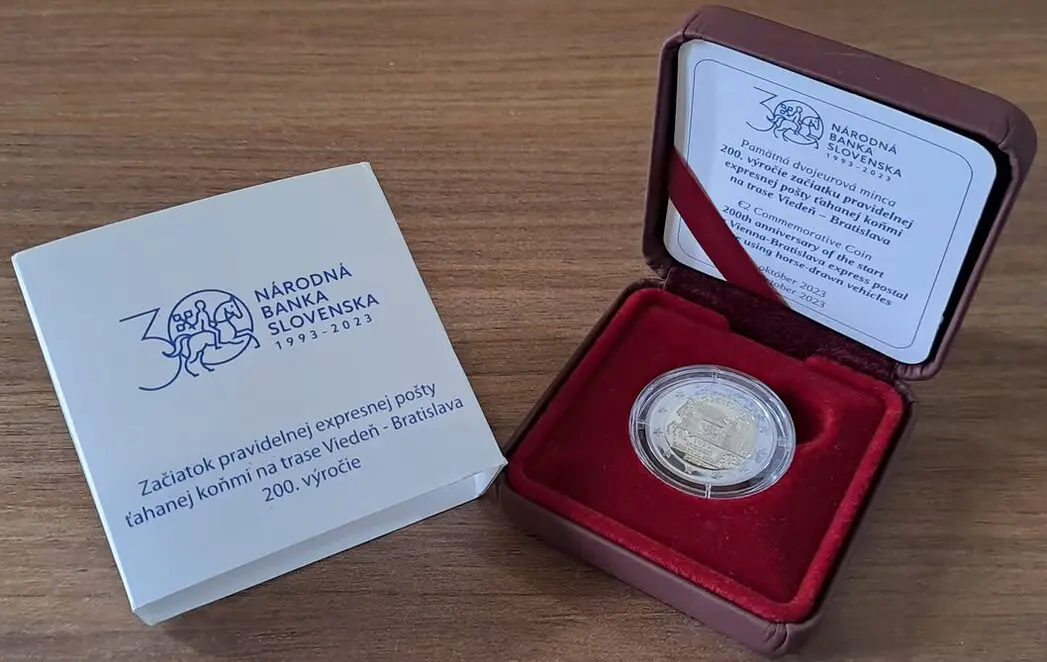 30
NÁRODNÁ
BANKA
SLOVENSKA
1993-2023
Začiatok pravidelnej expresnej pošty
ťahanej koňmi na trase Viedeň - Bratislava
200. výročie
30
NÁRODNÁ
BANKA
SLOVENSKA
1993-2023
Pamätná dvojeurová minca
200. výročie začiatku pravidelnej
expresnej pošty ťahanej koňmi
na trase Viedeň – Bratislava
€2 Commemorative Coin
200th anniversary of the start
Vienna-Bratislava express postal
using horse-drawn vehicles
október 2023
2023